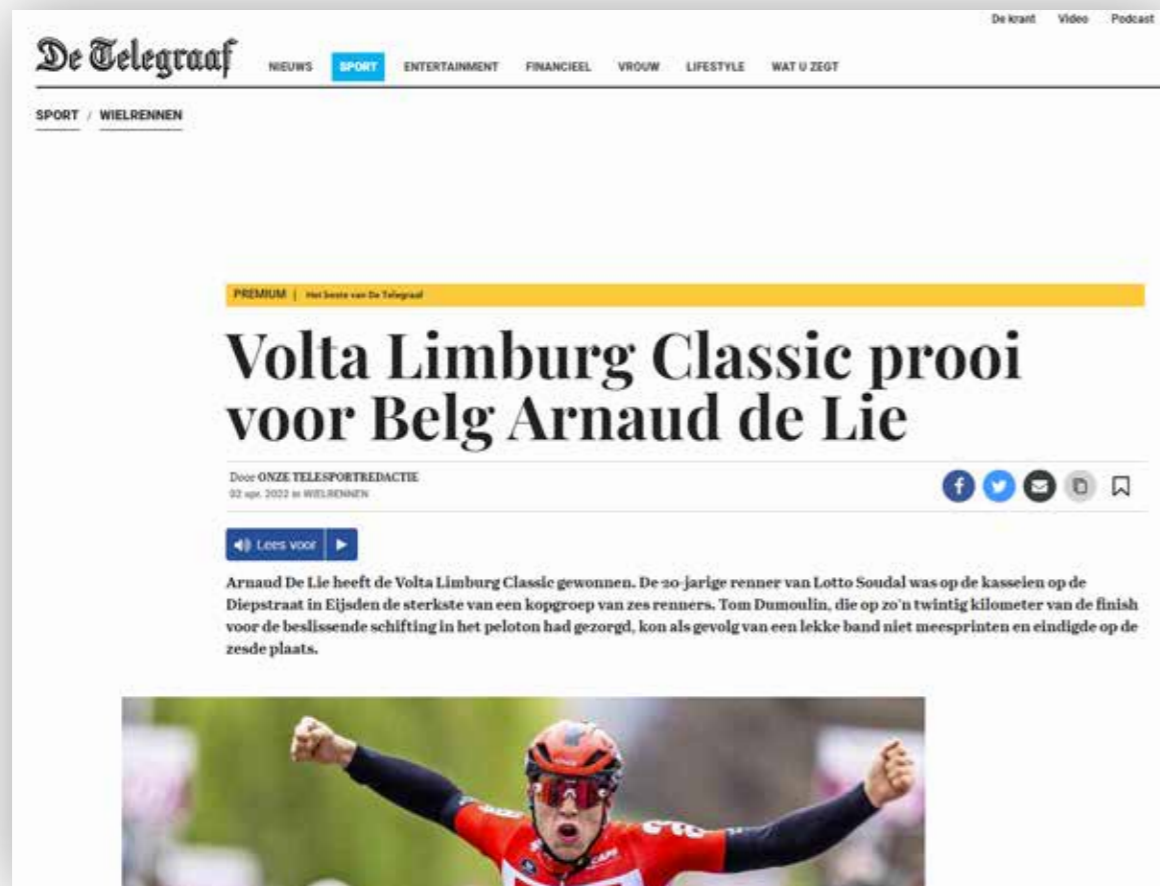 De krant Video Podcast
De Telegraaf
NIEUWS SPORT ENTERTAINMENT FINANCIEEL VROUW LIFESTYLE WAT U ZEGT
SPORT / WIELRENNEN
PREMIUM | Het beste van De Telegraaf
Volta Limburg Classic prooi
voor Belg Arnaud de Lie
Door ONZE TELESPORTREDACTIE
02 apr. 2022 in WIELRENNEN
Lees voor
Arnaud De Lie heeft de Volta Limburg Classic gewonnen. De 20-jarige renner van Lotto Soudal was op de kasseien op de
Diepstraat in Eijsden de sterkste van een kopgroep van zes renners. Tom Dumoulin, die op zo'n twintig kilometer van de finish
voor de beslissende schifting in het peloton had gezorgd, kon als gevolg van een lekke band niet meesprinten en eindigde op de
zesde plaats.